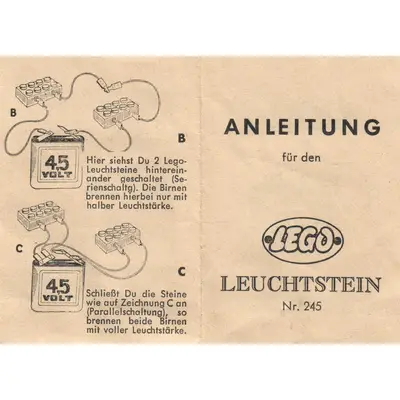 B
B
4,5
VOLT
Hier siehst Du 2 Lego-
Leuchtsteine hinterein-
ander geschaltet (Se-
rienschaltg). Die Birnen
brennen hierbei nur mit
halber Leuchtstärke.
C
C
4,5
VOLT
Schließt Du die Steine
wie auf Zeichnung C an
(Parallelschaltung), so
brennen beide Birnen
mit voller Leuchtstärke.
ANLEITUNG
für den
LEGO
LEUCHTSTEIN
Nr. 245